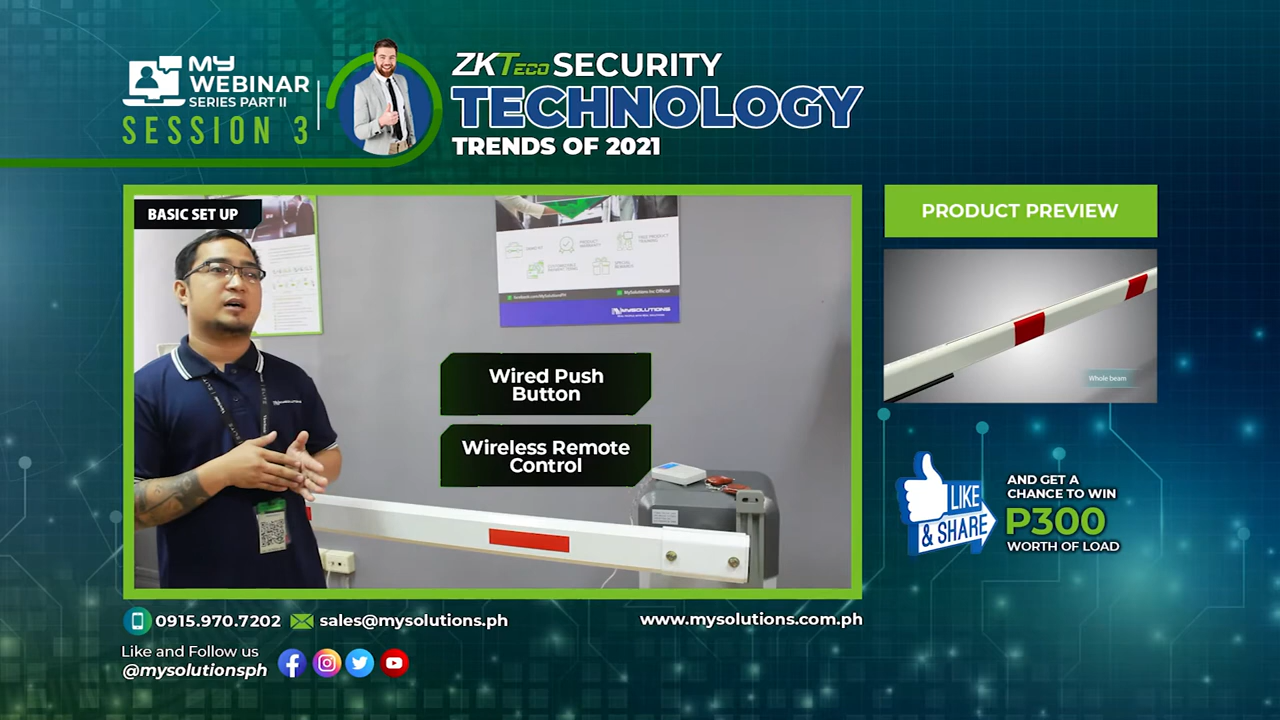 MY
WEBINAR
SERIES PART II
SESSION 3
ZKTECO SECURITY
TECHNOLOGY
TRENDS OF 2021
BASIC SET UP
PRODUCT PREVIEW
Wired Push
Button
Wireless Remote
Control
MYSOLUTIONS
Whole beam
LIKE
& SHARE
AND GET A
CHANCE TO WIN
P300
WORTH OF LOAD
0915.970.7202
sales@mysolutions.ph
www.mysolutions.com.ph
Like and Follow us
@mysolutionsph